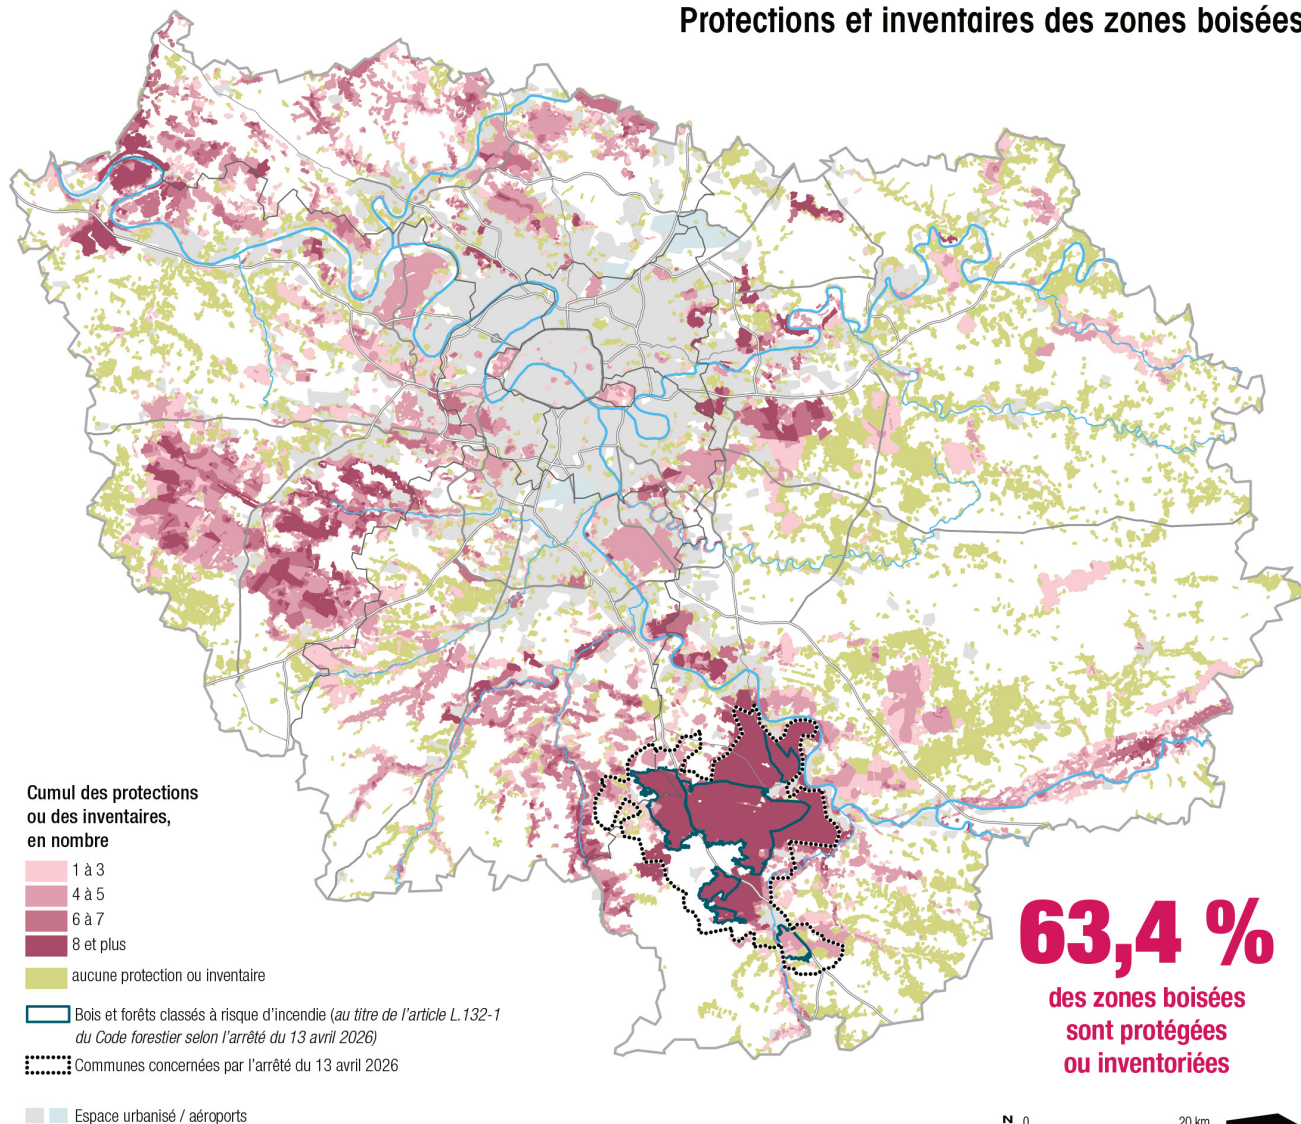 Protections et inventaires des zones boisées
Cumul des protections
ou des inventaires,
en nombre
1 à 3
4 à 5
6 à 7
8 et plus
aucune protection ou inventaire
Bois et forêts classés à risque d'incendie (au titre de l'article L.132-1
du Code forestier selon l'arrêté du 13 avril 2026)
Communes concernées par l'arrêté du 13 avril 2026
Espace urbanisé / aéroports
63,4 %
des zones boisées
sont protégées
ou inventoriées
N 0 20 km